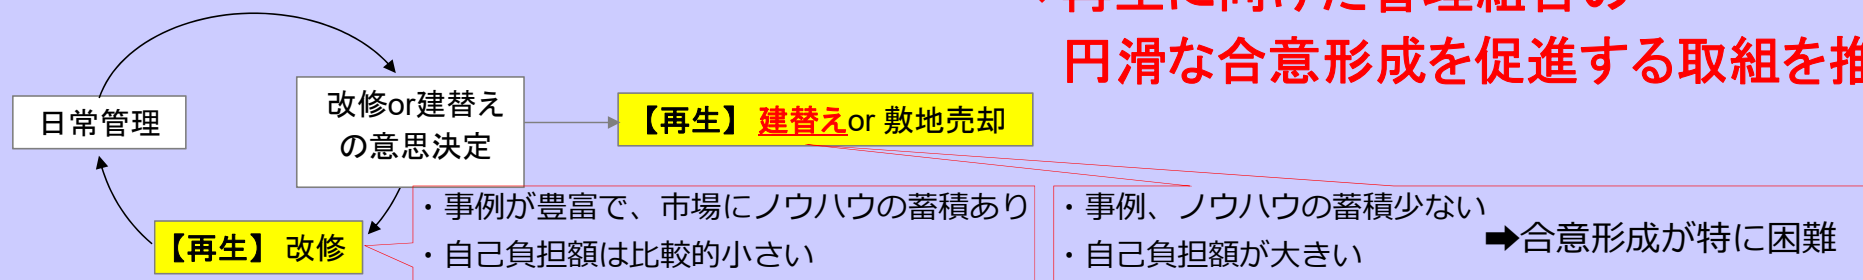 円滑な合意形成を促進する取組を
日常管理
改修or建替え
の意思決定
【再生】建替えor 敷地売却
・事例が豊富で、市場にノウハウの蓄積あり
・自己負担額は比較的小さい
・事例、ノウハウの蓄積少ない
・自己負担額が大きい
➡合意形成が特に困難
【再生】改修